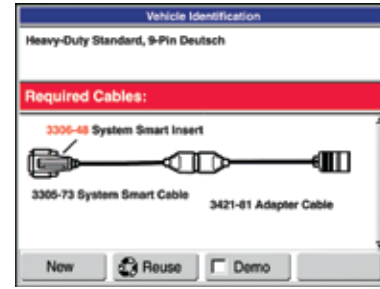 Vehicle Identification
Heavy-Duty Standard, 9-Pin Deutsch
Required Cables:
3306-48 System Smart Insert
3305-73 System Smart Cable
3421-81 Adapter Cable
New
Reuse
Demo